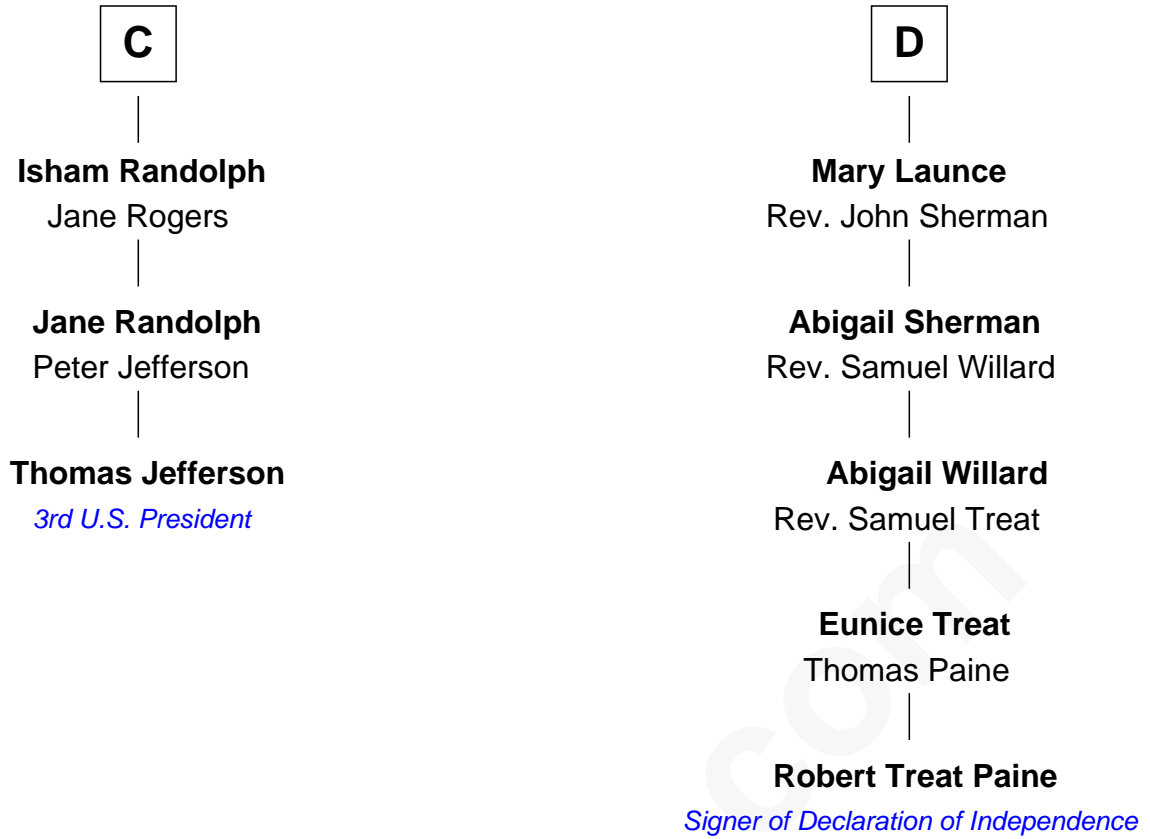 C
Isham Randolph
Jane Rogers
Jane Randolph
Peter Jefferson
Thomas Jefferson
3rd U.S. President
D
Mary Launce
Rev. John Sherman
Abigail Sherman
Rev. Samuel Willard
Abigail Willard
Rev. Samuel Treat
Eunice Treat
Thomas Paine
Robert Treat Paine
Signer of Declaration of Independence
com